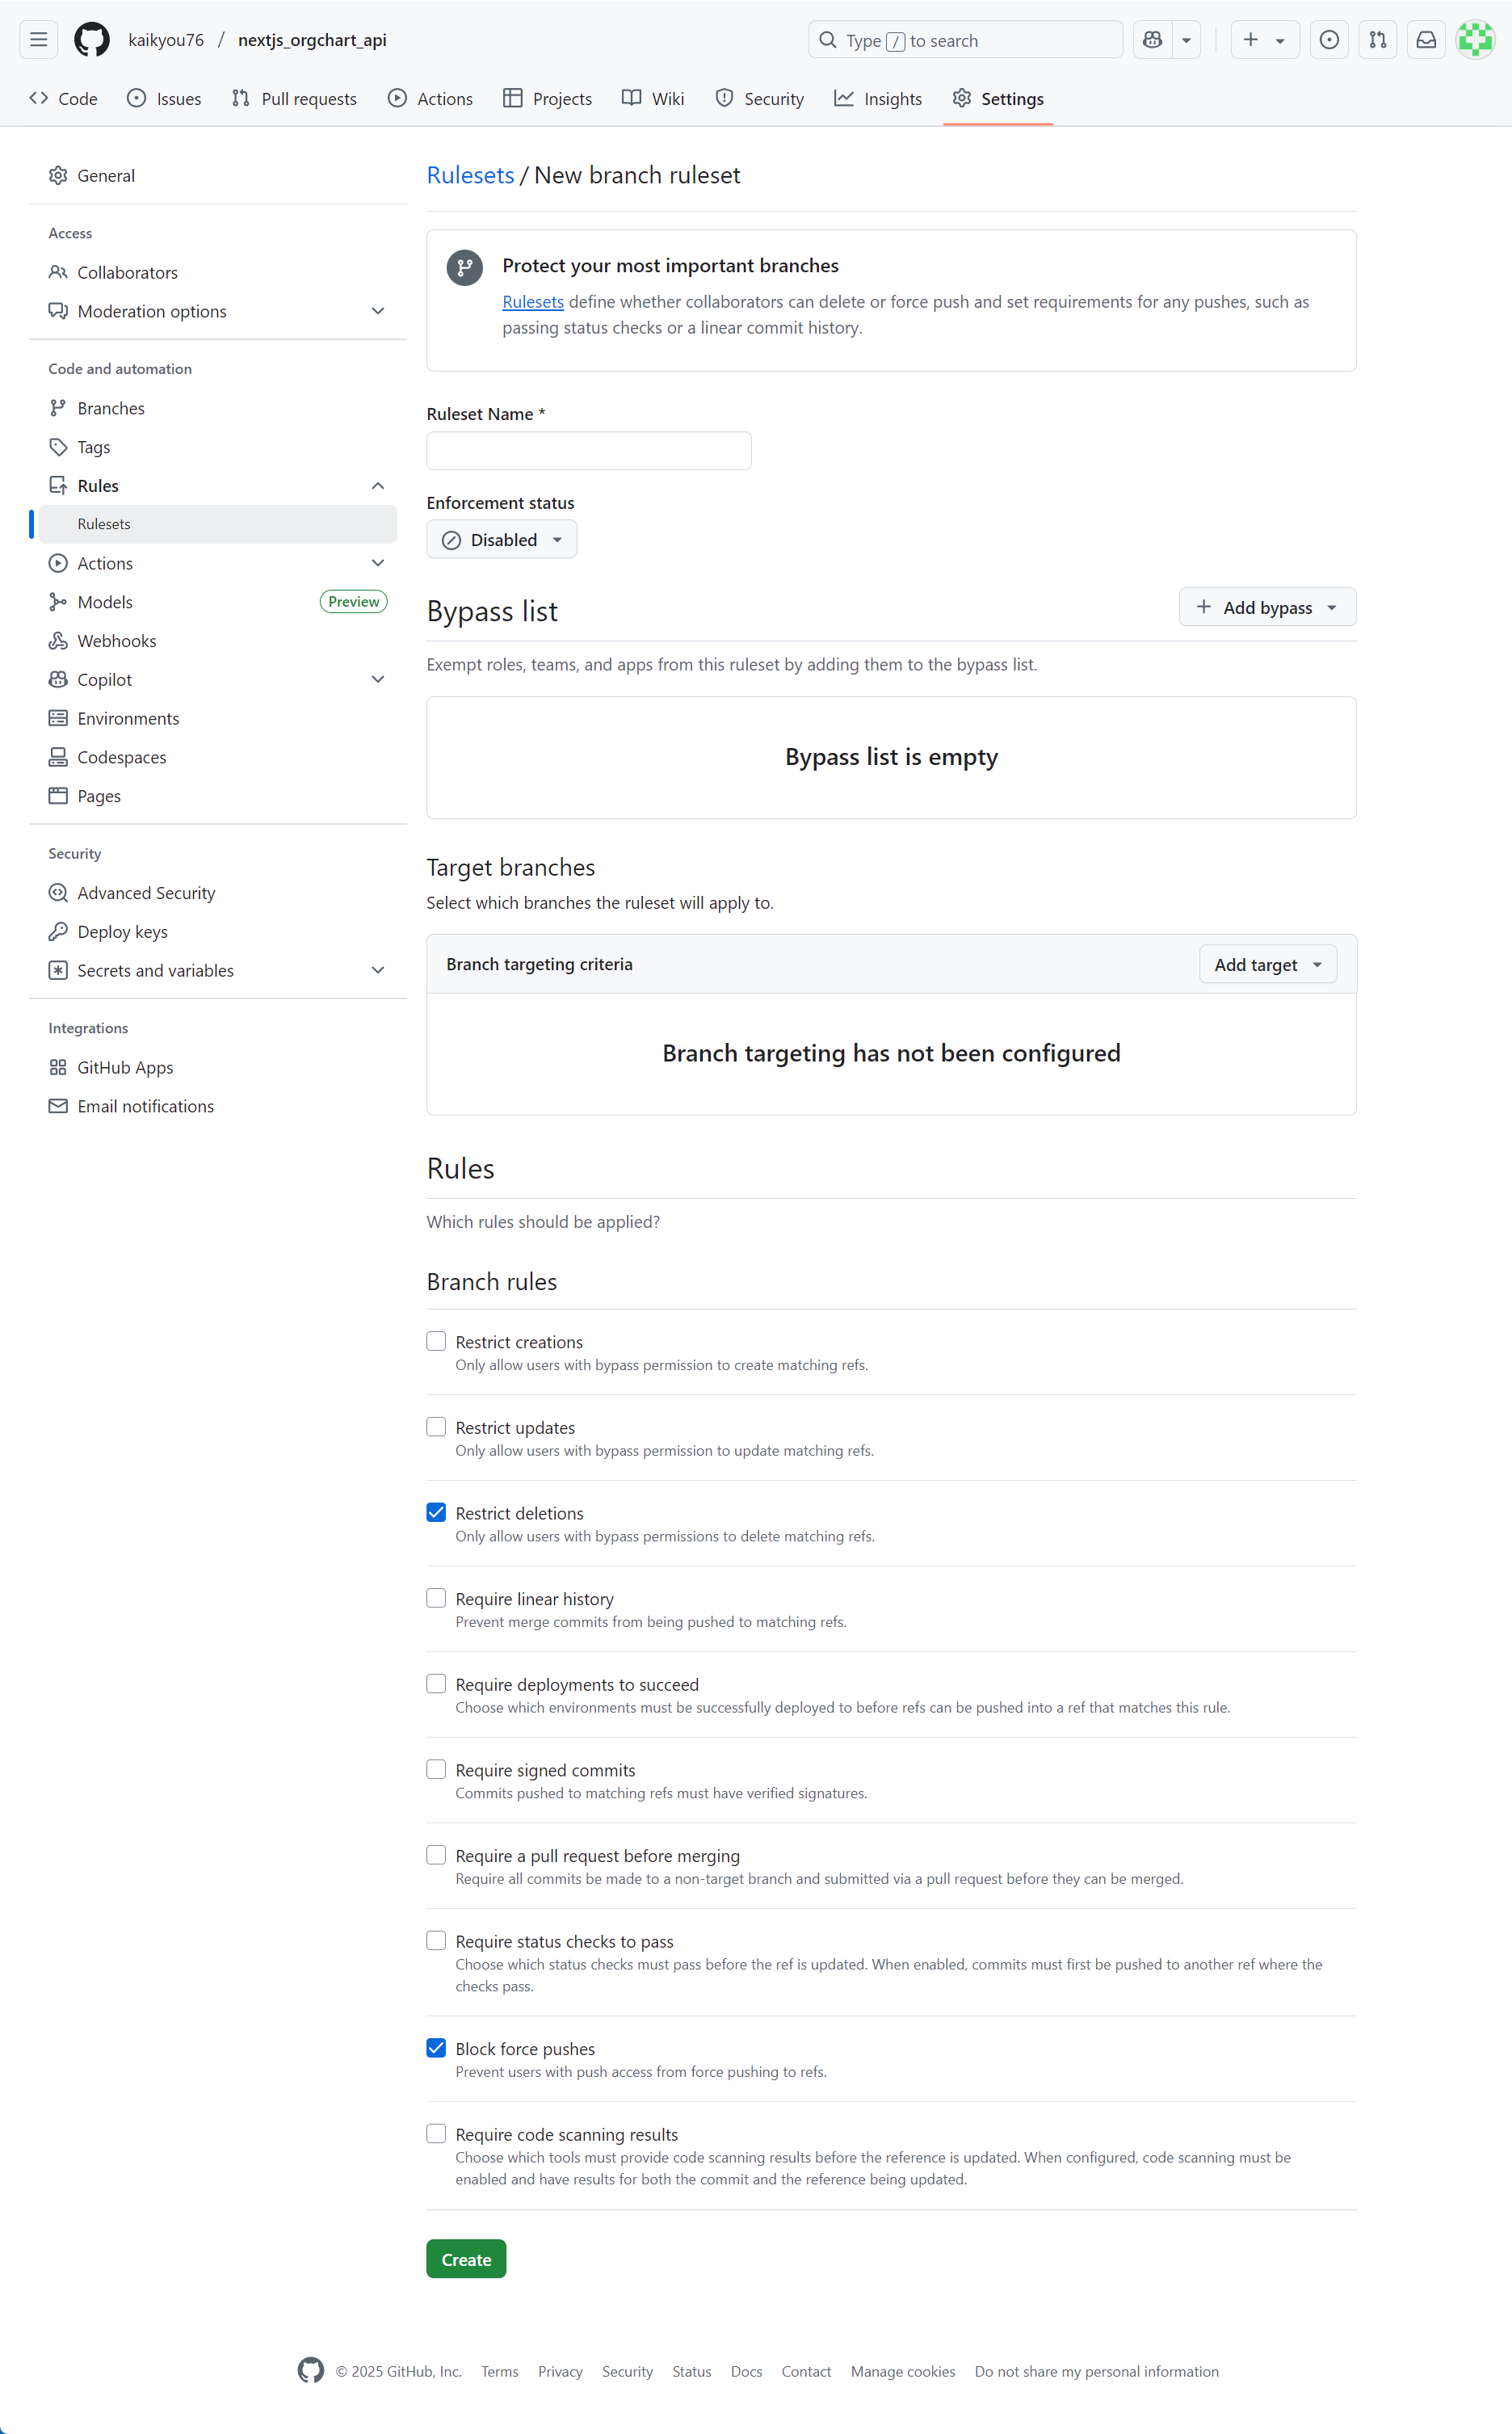 kaikyou76 / nextjs_orgchart_api
Type / to search
Code
Issues
Pull requests
Actions
Projects
Wiki
Security
Insights
Settings
General
Access
Collaborators
Moderation options
Code and automation
Branches
Tags
Rules
Rulesets
Actions
Models
Preview
Webhooks
Copilot
Environments
Codespaces
Pages
Security
Advanced Security
Deploy keys
Secrets and variables
Integrations
GitHub Apps
Email notifications
Rulesets / New branch ruleset
Protect your most important branches
Rulesets define whether collaborators can delete or force push and set requirements for any pushes, such as
passing status checks or a linear commit history.
Ruleset Name *
Enforcement status
Disabled
Bypass list
Add bypass
Exempt roles, teams, and apps from this ruleset by adding them to the bypass list.
Bypass list is empty
Target branches
Select which branches the ruleset will apply to.
Branch targeting criteria
Add target
Branch targeting has not been configured
Rules
Which rules should be applied?
Branch rules
Restrict creations
Only allow users with bypass permission to create matching refs.
Restrict updates
Only allow users with bypass permission to update matching refs.
Restrict deletions
Only allow users with bypass permissions to delete matching refs.
Require linear history
Prevent merge commits from being pushed to matching refs.
Require deployments to succeed
Choose which environments must be successfully deployed to before refs can be pushed into a ref that matches this rule.
Require signed commits
Commits pushed to matching refs must have verified signatures.
Require a pull request before merging
Require all commits be made to a non-target branch and submitted via a pull request before they can be merged.
Require status checks to pass
Choose which status checks must pass before the ref is updated. When enabled, commits must first be pushed to another ref where the
checks pass.
Block force pushes
Prevent users with push access from force pushing to refs.
Require code scanning results
Choose which tools must provide code scanning results before the reference is updated. When configured, code scanning must be
enabled and have results for both the commit and the reference being updated.
Create
© 2025 GitHub, Inc. Terms Privacy Security Status Docs Contact Manage cookies Do not share my personal information